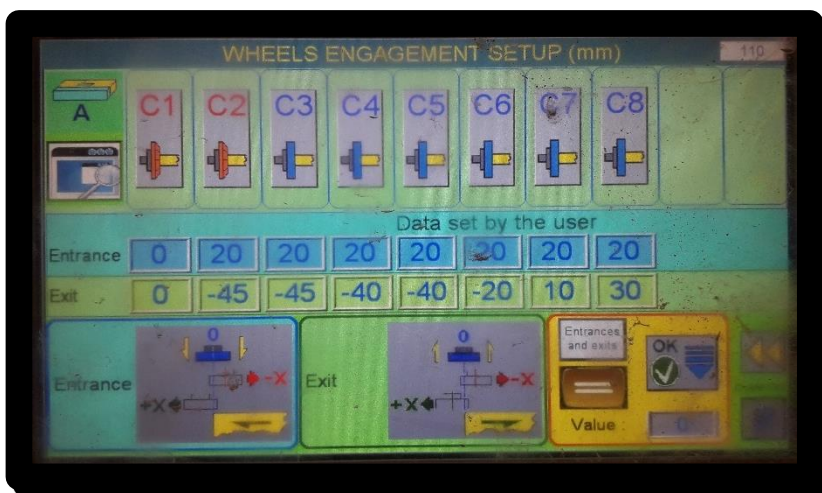 WHEELS ENGAGEMENT SETUP (mm) 110
A C1 C2 C3 C4 C5 C6 C7 C8
Data set by the user
Entrance 0 20 20 20 20 20 20 20
Exit 0 -45 -45 -40 -40 -20 10 30
Entrance 0 -X +X
Exit 0 -X +X
Entrances
and exits
OK
Value : 0